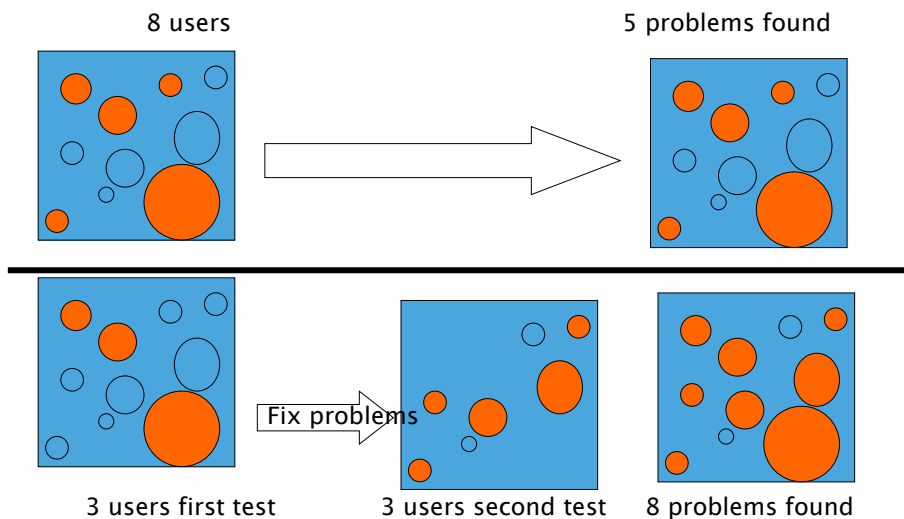 8 users
5 problems found
Fix problems
3 users first test
3 users second test
8 problems found